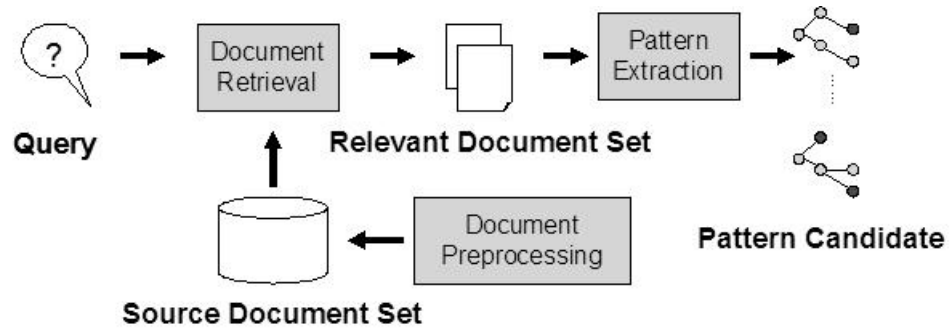 ?
Document
Retrieval
Pattern
Extraction
Query
Relevant Document Set
Document
Preprocessing
Pattern Candidate
Source Document Set